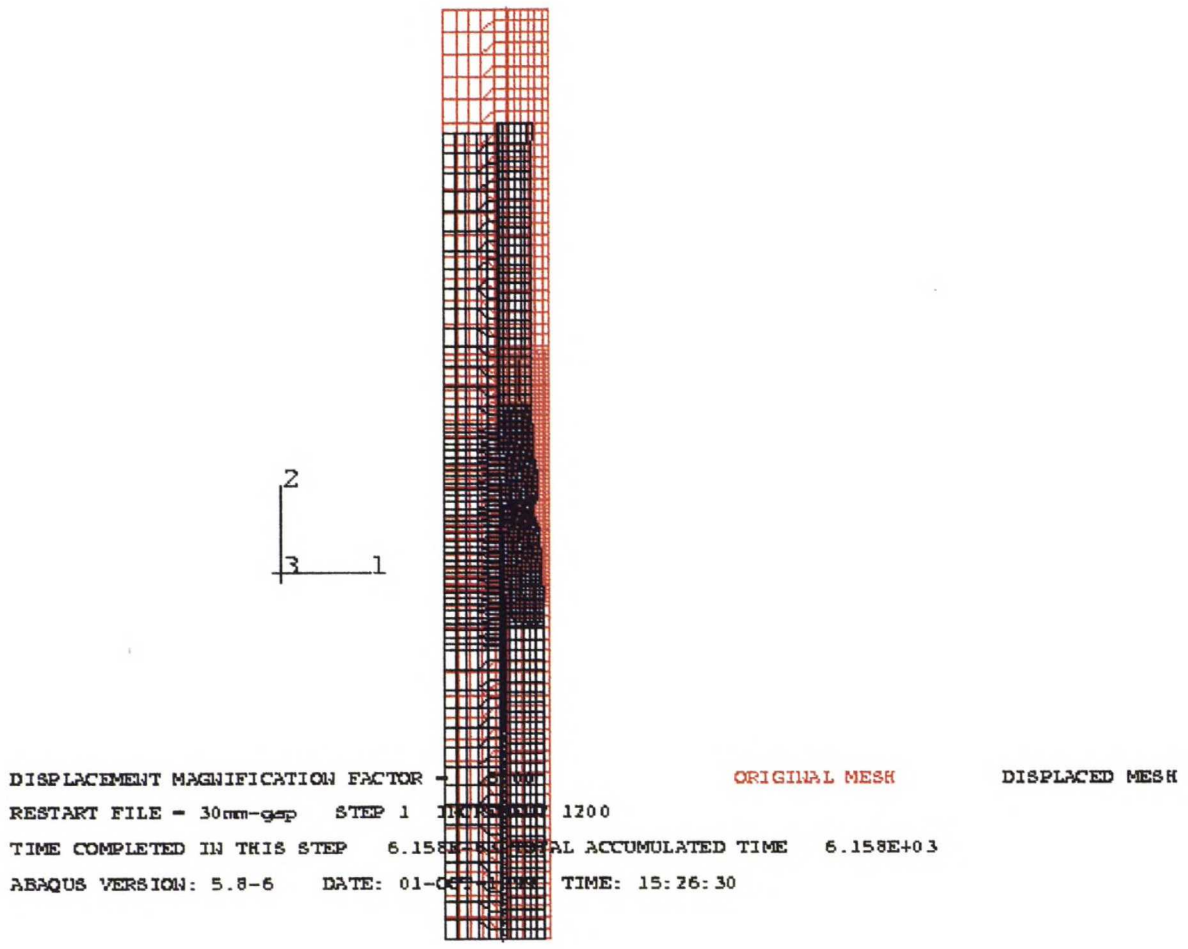 2
3 1
DISPLACEMENT MAGNIFICATION FACTOR = ORIGINAL MESH DISPLACED MESH
RESTART FILE = 30mm-gap STEP 1 INCREMENT 1200
TIME COMPLETED IN THIS STEP TOTAL ACCUMULATED TIME 6.158E+03
ABAQUS VERSION: 5.8-6 DATE: TIME: 15:26:30